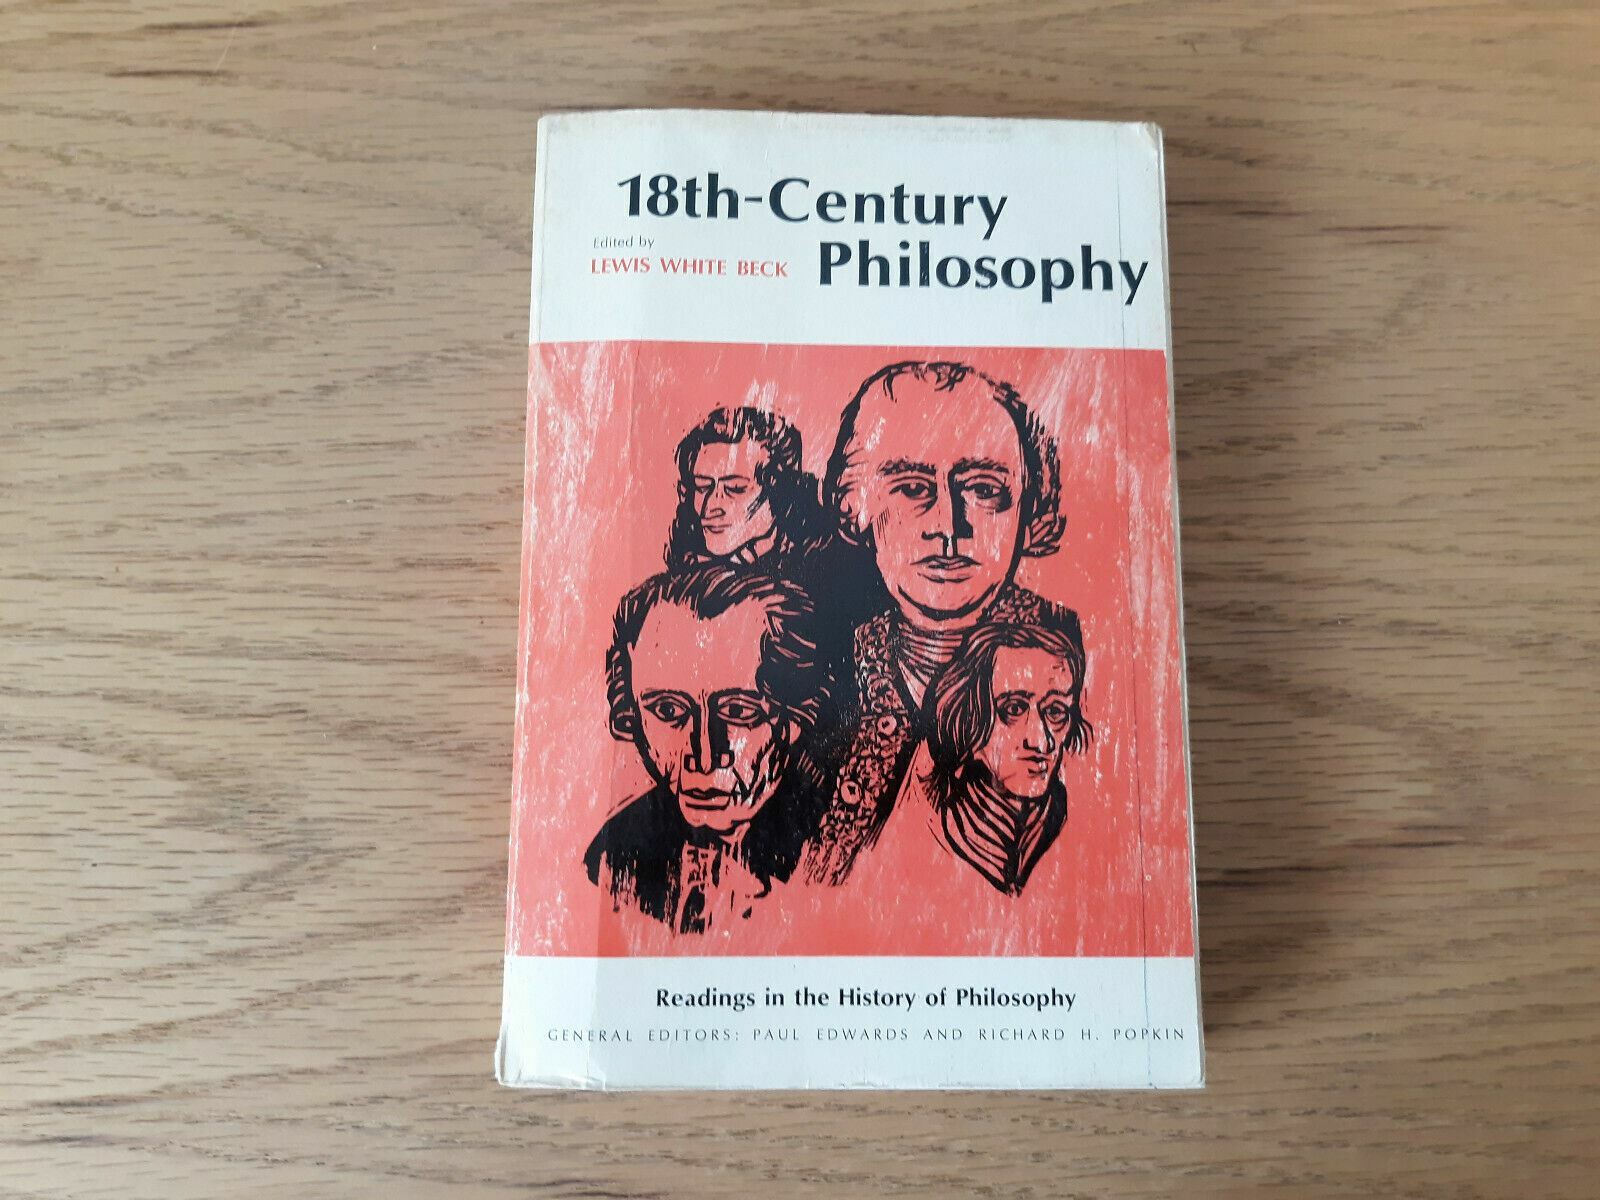 18th-Century
Edited by
LEWIS WHITE BECK
Philosophy
Readings in the History of Philosophy
GENERAL EDITORS: PAUL EDWARDS AND RICHARD H. POPKIN